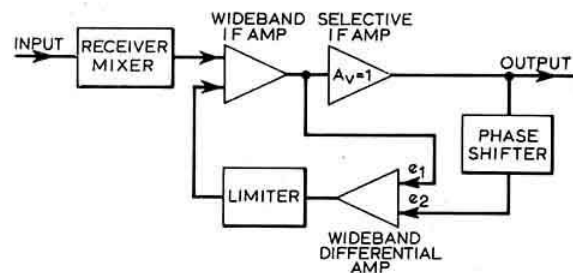 WIDEBAND
IF AMP
SELECTIVE
IF AMP
INPUT
RECEIVER
MIXER
Av=1
OUTPUT
PHASE
SHIFTER
e1
LIMITER
e2
WIDEBAND
DIFFERENTIAL
AMP